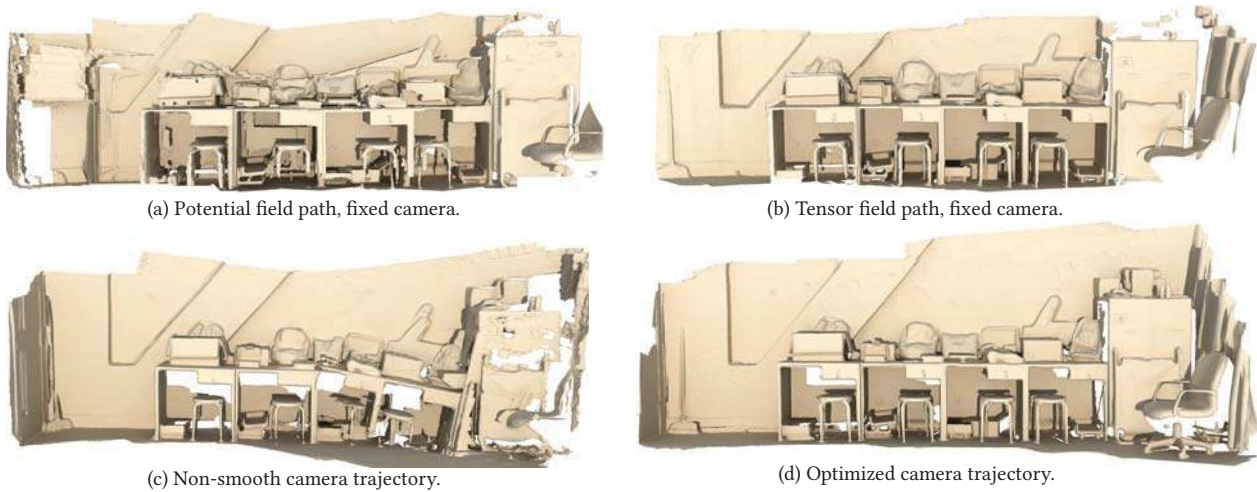 (a) Potential field path, fixed camera.
(b) Tensor field path, fixed camera.
(c) Non-smooth camera trajectory.
(d) Optimized camera trajectory.